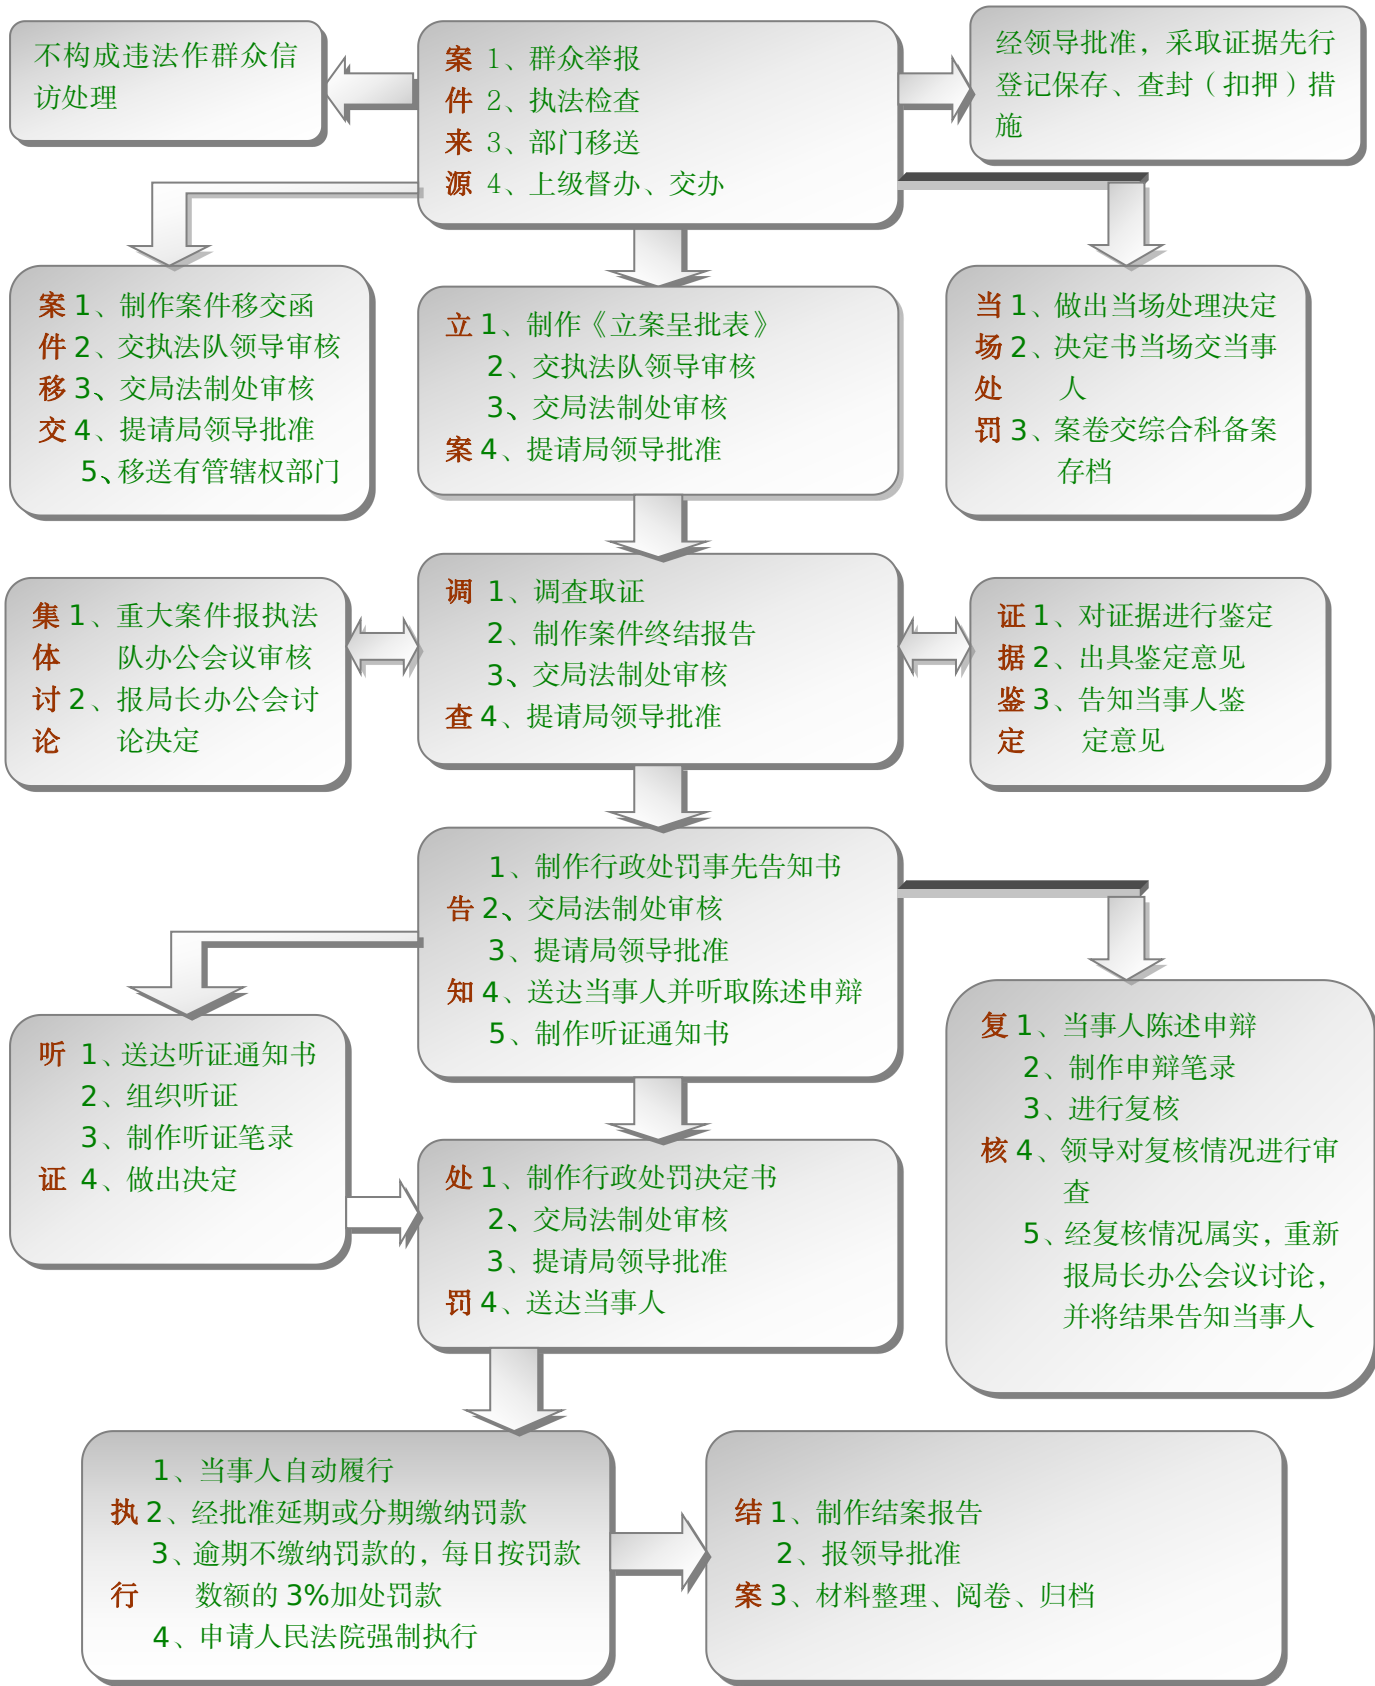 不构成违法作群众信
访处理
案 1、群众举报
件 2、执法检查
来 3、部门移送
源 4、上级督办、交办
经领导批准，采取证据先行
登记保存、查封（扣押）措
施
案 1、制作案件移交函
件 2、交执法队领导审核
移 3、交局法制处审核
交 4、提请局领导批准
5、移送有管辖权部门
立 1、制作《立案呈批表》
2、交执法队领导审核
3、交局法制处审核
案 4、提请局领导批准
当 1、做出当场处理决定
场 2、决定书当场交当事
处 人
罚 3、案卷交综合科备案
存档
集 1、重大案件报执法
体 队办公会议审核
讨 2、报局长办公会讨
论 论决定
调 1、调查取证
2、制作案件终结报告
3、交局法制处审核
查 4、提请局领导批准
证 1、对证据进行鉴定
据 2、出具鉴定意见
鉴 3、告知当事人鉴
定 定意见
1、制作行政处罚事先告知书
告 2、交局法制处审核
3、提请局领导批准
知 4、送达当事人并听取陈述申辩
5、制作听证通知书
听 1、送达听证通知书
2、组织听证
3、制作听证笔录
证 4、做出决定
复 1、当事人陈述申辩
2、制作申辩笔录
3、进行复核
核 4、领导对复核情况进行审
查
5、经复核情况属实，重新
报局长办公会议讨论，
并将结果告知当事人
处 1、制作行政处罚决定书
2、交局法制处审核
3、提请局领导批准
罚 4、送达当事人
1、当事人自动履行
执 2、经批准延期或分期缴纳罚款
3、逾期不缴纳罚款的，每日按罚款
行 数额的 3%加处罚款
4、申请人民法院强制执行
结 1、制作结案报告
2、报领导批准
案 3、材料整理、阅卷、归档